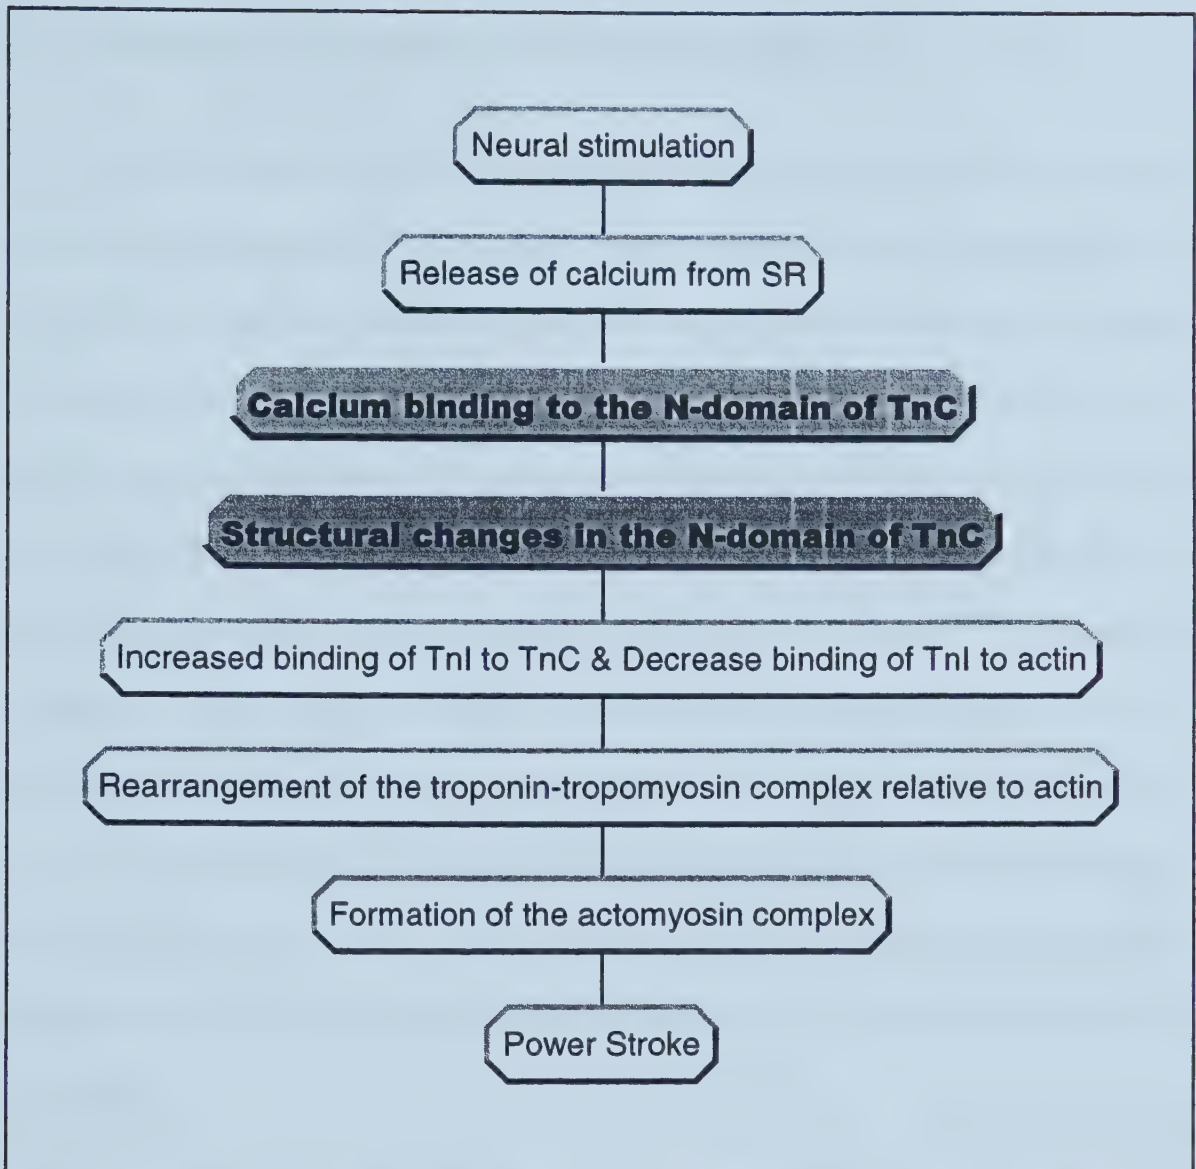 Neural stimulation
Release of calcium from SR
Calcium binding to the N-domain of TnC
Structural changes in the N-domain of TnC
Increased binding of TnI to TnC & Decrease binding of TnI to actin
Rearrangement of the troponin-tropomyosin complex relative to actin
Formation of the actomyosin complex
Power Stroke